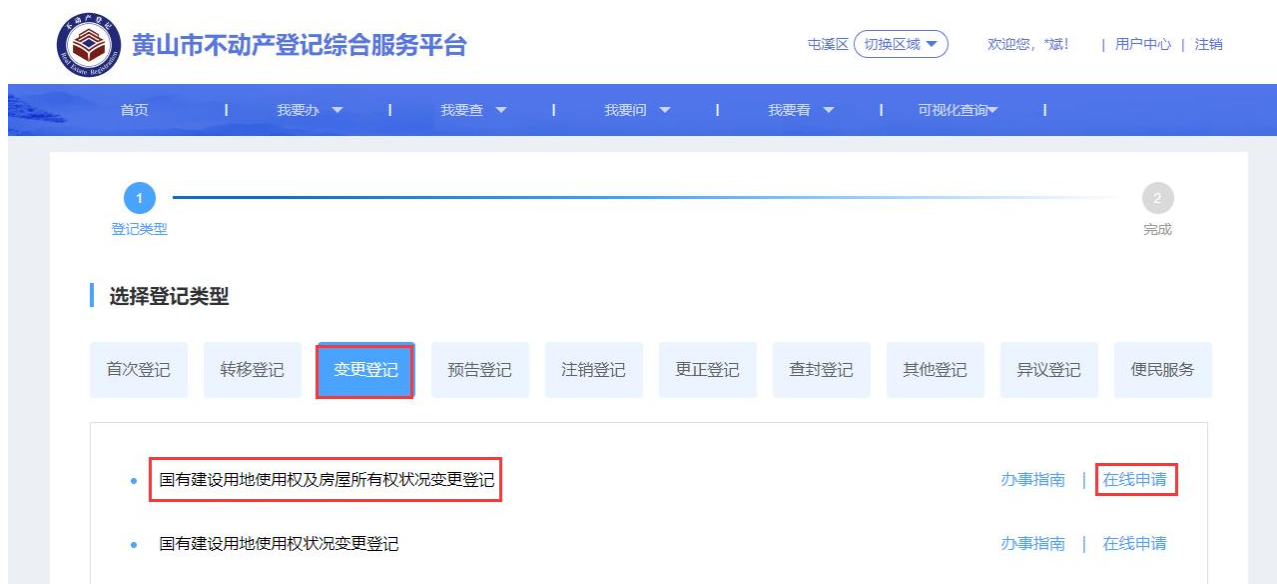 不动产登记
Real Estate Registration
黄山市不动产登记综合服务平台
屯溪区 切换区域 欢迎您，*斌！ | 用户中心 | 注销
首页 | 我要办 | 我要查 | 我要问 | 我要看 | 可视化查询 |
1 2
登记类型 完成
选择登记类型
首次登记 转移登记 变更登记 预告登记 注销登记 更正登记 查封登记 其他登记 异议登记 便民服务
国有建设用地使用权及房屋所有权状况变更登记 办事指南 | 在线申请
国有建设用地使用权状况变更登记 办事指南 | 在线申请